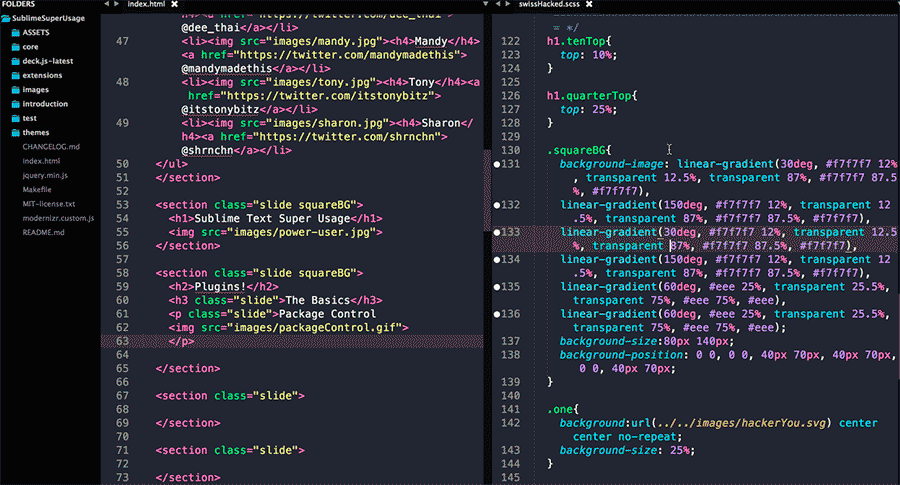 FOLDERS
SublimeSuperUsage
ASSETS
core
deck.js-latest
extensions
images
introduction
test
themes
CHANGELOG.md
index.html
jquery.min.js
Makefile
MIT-license.txt
modernizr.custom.js
README.md
index.html
h4><a href="https://twitter.com/dee_thai">
@dee_thai</a></li>
47 <li><img src="images/mandy.jpg"><h4>Mandy</h4>
<a href="https://twitter.com/mandymadethis">
@mandymadethis</a></li>
48 <li><img src="images/tony.jpg"><h4>Tony</h4><a
href="https://twitter.com/itstonybitz">
@itstonybitz</a></li>
49 <li><img src="images/sharon.jpg"><h4>Sharon</
h4><a href="https://twitter.com/shrnchn">
@shrnchn</a></li>
50 </ul>
51 </section>
52
53 <section class="slide squareBG">
54 <h1>Sublime Text Super Usage</h1>
55 <img src="images/power-user.jpg">
56 </section>
57
58 <section class="slide squareBG">
59 <h2>Plugins!</h2>
60 <h3 class="slide">The Basics</h3>
61 <p class="slide">Package Control
62 <img src="images/packageControl.gif">
63 </p>
64
65 </section>
66
67 <section class="slide">
68
69 </section>
70
71 <section class="slide">
72
73 </section>
swissHacked.scss
= */
122 h1.tenTop{
123 top: 10%;
124 }
125
126 h1.quarterTop{
127 top: 25%;
128 }
129
130 .squareBG{
131 background-image: linear-gradient(30deg, #f7f7f7 12%
, transparent 12.5%, transparent 87%, #f7f7f7 87.5
%, #f7f7f7),
132 linear-gradient(150deg, #f7f7f7 12%, transparent 12
.5%, transparent 87%, #f7f7f7 87.5%, #f7f7f7),
133 linear-gradient(30deg, #f7f7f7 12%, transparent 12.5
%, transparent 87%, #f7f7f7 87.5%, #f7f7f7),
134 linear-gradient(150deg, #f7f7f7 12%, transparent 12
.5%, transparent 87%, #f7f7f7 87.5%, #f7f7f7),
135 linear-gradient(60deg, #eee 25%, transparent 25.5%,
transparent 75%, #eee 75%, #eee),
136 linear-gradient(60deg, #eee 25%, transparent 25.5%,
transparent 75%, #eee 75%, #eee);
137 background-size:80px 140px;
138 background-position: 0 0, 0 0, 40px 70px, 40px 70px,
0 0, 40px 70px;
139 }
140
141 .one{
142 background:url(../../images/hackerYou.svg) center
center no-repeat;
143 background-size: 25%;
144 }
145